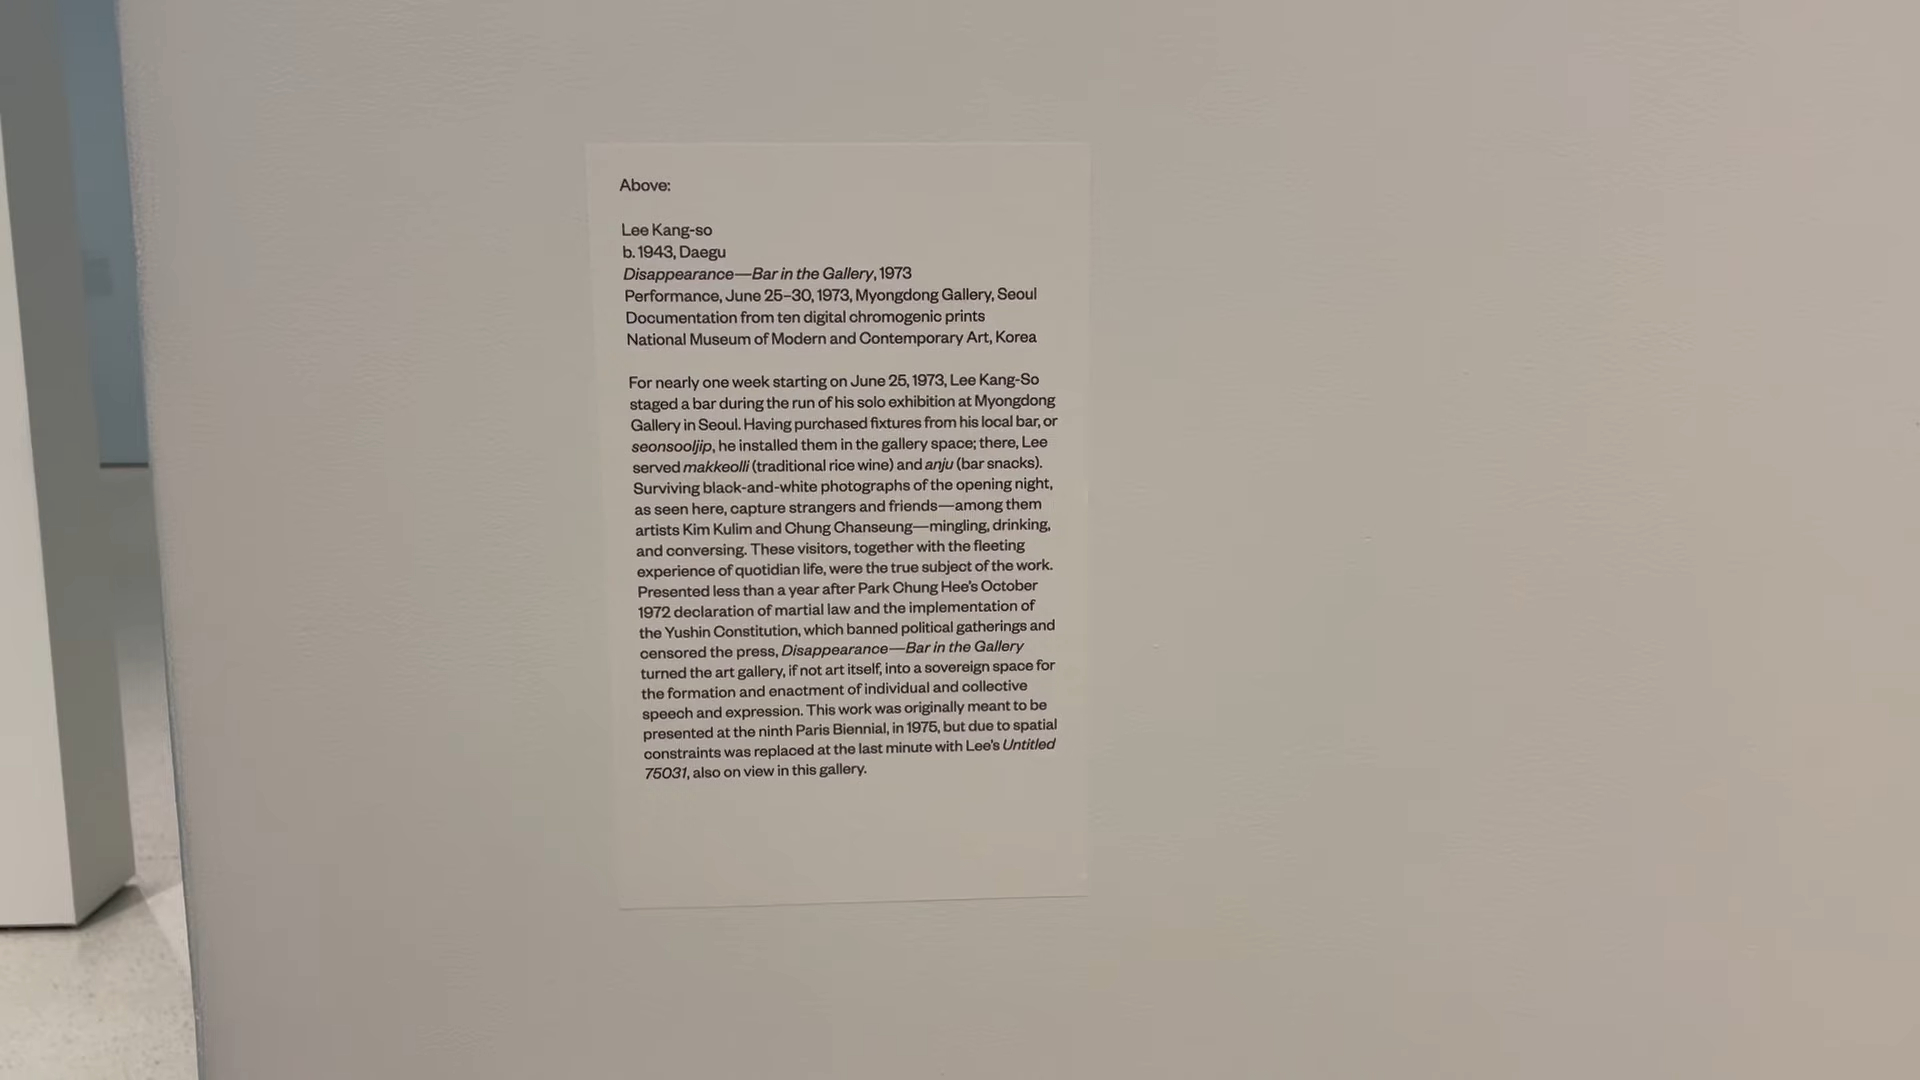 Above:
Lee Kang-so
b. 1943, Daegu
Disappearance—Bar in the Gallery, 1973
Performance, June 25–30, 1973, Myongdong Gallery, Seoul
Documentation from ten digital chromogenic prints
National Museum of Modern and Contemporary Art, Korea
For nearly one week starting on June 25, 1973, Lee Kang-So
staged a bar during the run of his solo exhibition at Myongdong
Gallery in Seoul. Having purchased fixtures from his local bar, or
seonsooljip, he installed them in the gallery space; there, Lee
served makkeolli (traditional rice wine) and anju (bar snacks).
Surviving black-and-white photographs of the opening night,
as seen here, capture strangers and friends—among them
artists Kim Kulim and Chung Chanseung—mingling, drinking,
and conversing. These visitors, together with the fleeting
experience of quotidian life, were the true subject of the work.
Presented less than a year after Park Chung Hee's October
1972 declaration of martial law and the implementation of
the Yushin Constitution, which banned political gatherings and
censored the press, Disappearance—Bar in the Gallery
turned the art gallery, if not art itself, into a sovereign space for
the formation and enactment of individual and collective
speech and expression. This work was originally meant to be
presented at the ninth Paris Biennial, in 1975, but due to spatial
constraints was replaced at the last minute with Lee's Untitled
75031, also on view in this gallery.